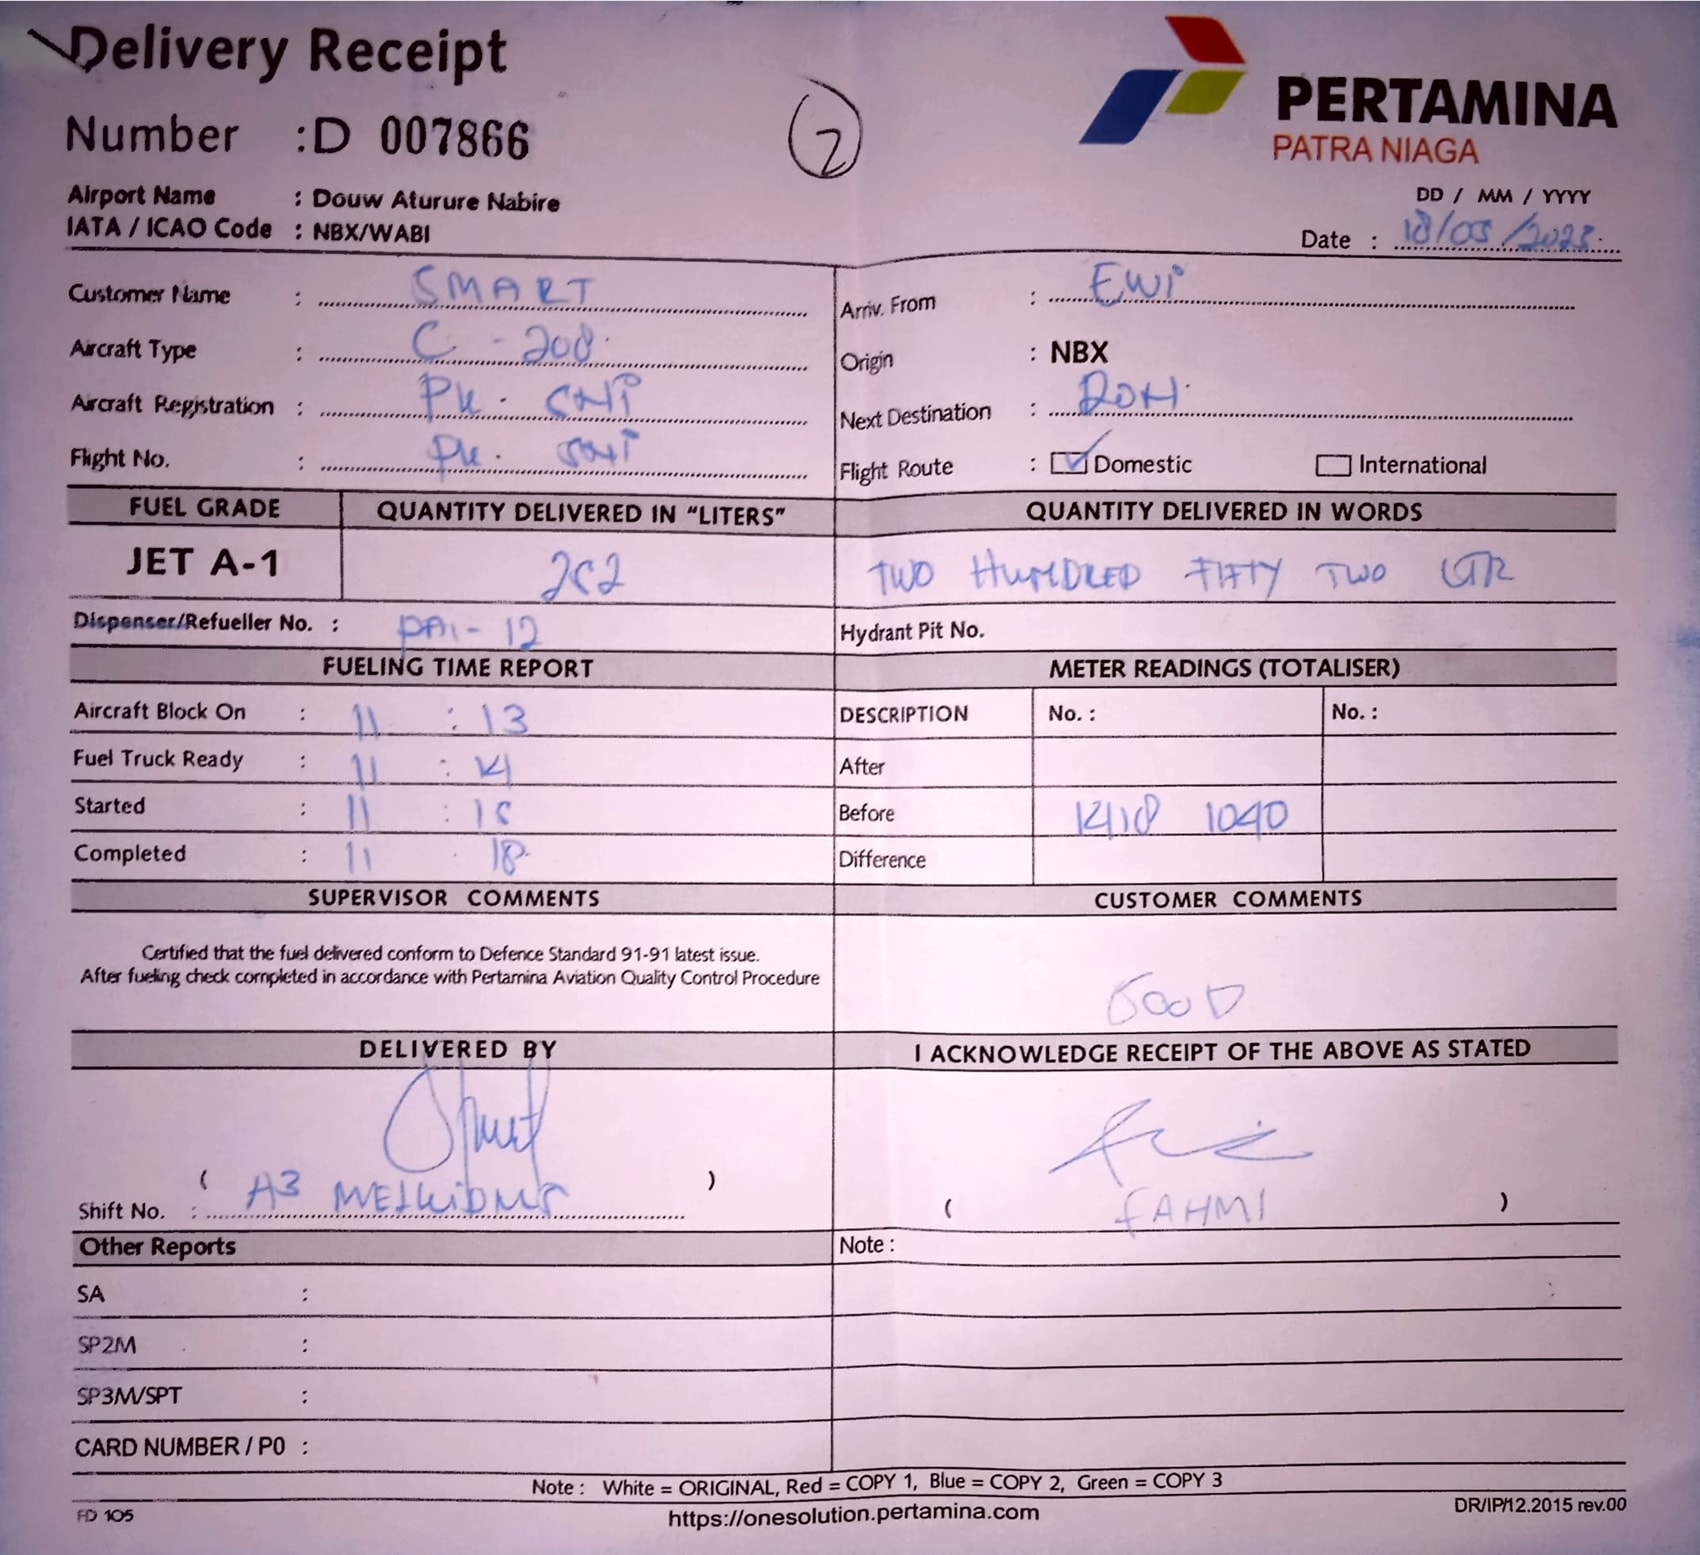 Delivery Receipt
Number : D 007866
2
PERTAMINA
PATRA NIAGA
Airport Name : Douw Aturure Nabire
IATA / ICAO Code : NBX/WABI
DD / MM / YYYY
Date : 18/05/2023
Customer Name : SMART
Arriv. From : EWI
Aircraft Type : C - 208
Origin : NBX
Aircraft Registration : PK - SNI
Next Destination :
Flight No. : PK - SNI
Flight Route : Domestic International
FUEL GRADE QUANTITY DELIVERED IN "LITERS" QUANTITY DELIVERED IN WORDS
JET A-1 252 TWO HUNDRED FIFTY TWO LTR
Dispenser/Refueller No. : PAI - 12 Hydrant Pit No.
FUELING TIME REPORT METER READINGS (TOTALISER)
Aircraft Block On : 11 : 13 DESCRIPTION No. : No. :
Fuel Truck Ready : 11 : 14 After
Started : 11 : 15 Before 1418 1040
Completed : 11 : 18 Difference
SUPERVISOR COMMENTS CUSTOMER COMMENTS
Certified that the fuel delivered conform to Defence Standard 91-91 latest issue.
After fueling check completed in accordance with Pertamina Aviation Quality Control Procedure
GOOD
DELIVERED BY I ACKNOWLEDGE RECEIPT OF THE ABOVE AS STATED
( )
Shift No. : A3
( FAHMI )
Other Reports Note :
SA :
SP2M :
SP3M/SPT :
CARD NUMBER / PO :
Note : White = ORIGINAL, Red = COPY 1, Blue = COPY 2, Green = COPY 3
FD 105 https://onesolution.pertamina.com DR/IP/12.2015 rev.00